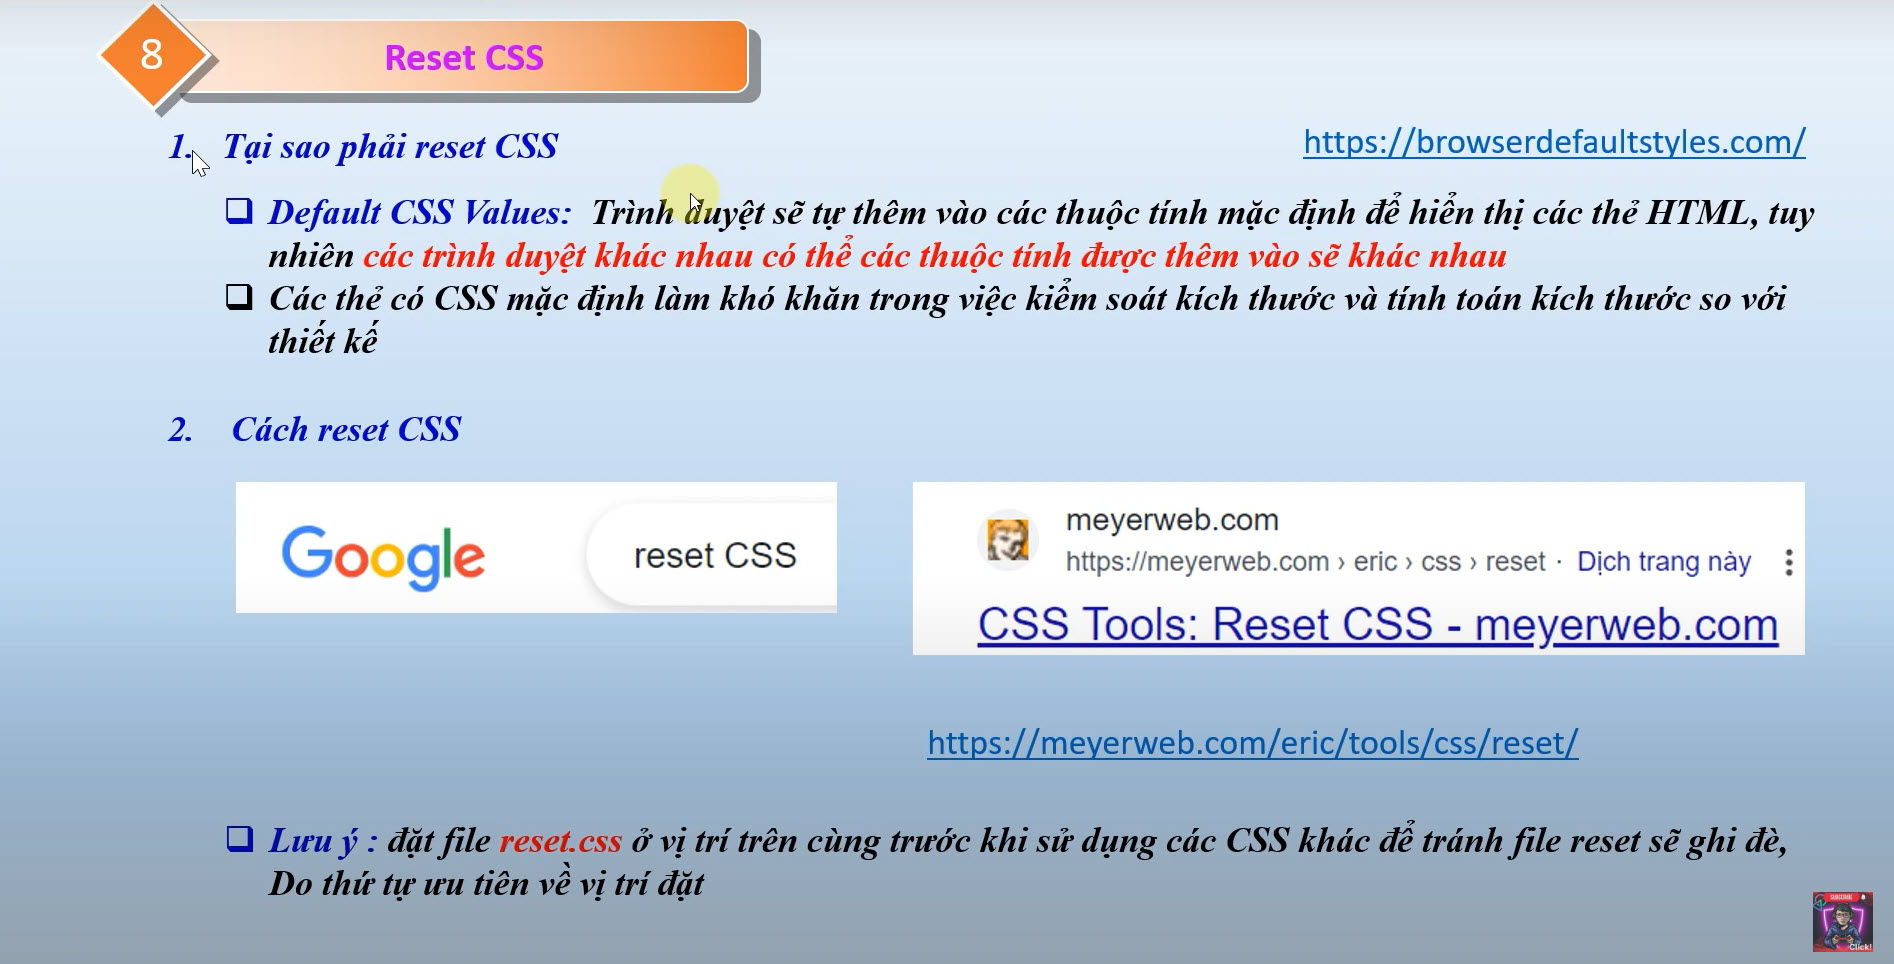 8
Reset CSS
1. Tại sao phải reset CSS
https://browserdefaultstyles.com/
Default CSS Values: Trình duyệt sẽ tự thêm vào các thuộc tính mặc định để hiển thị các thẻ HTML, tuy
nhiên các trình duyệt khác nhau có thể các thuộc tính được thêm vào sẽ khác nhau
Các thẻ có CSS mặc định làm khó khăn trong việc kiểm soát kích thước và tính toán kích thước so với
thiết kế
2. Cách reset CSS
Google
reset CSS
meyerweb.com
https://meyerweb.com › eric › css › reset · Dịch trang này
CSS Tools: Reset CSS - meyerweb.com
https://meyerweb.com/eric/tools/css/reset/
Lưu ý : đặt file reset.css ở vị trí trên cùng trước khi sử dụng các CSS khác để tránh file reset sẽ ghi đè,
Do thứ tự ưu tiên về vị trí đặt
SUBSCRIBE
Click!